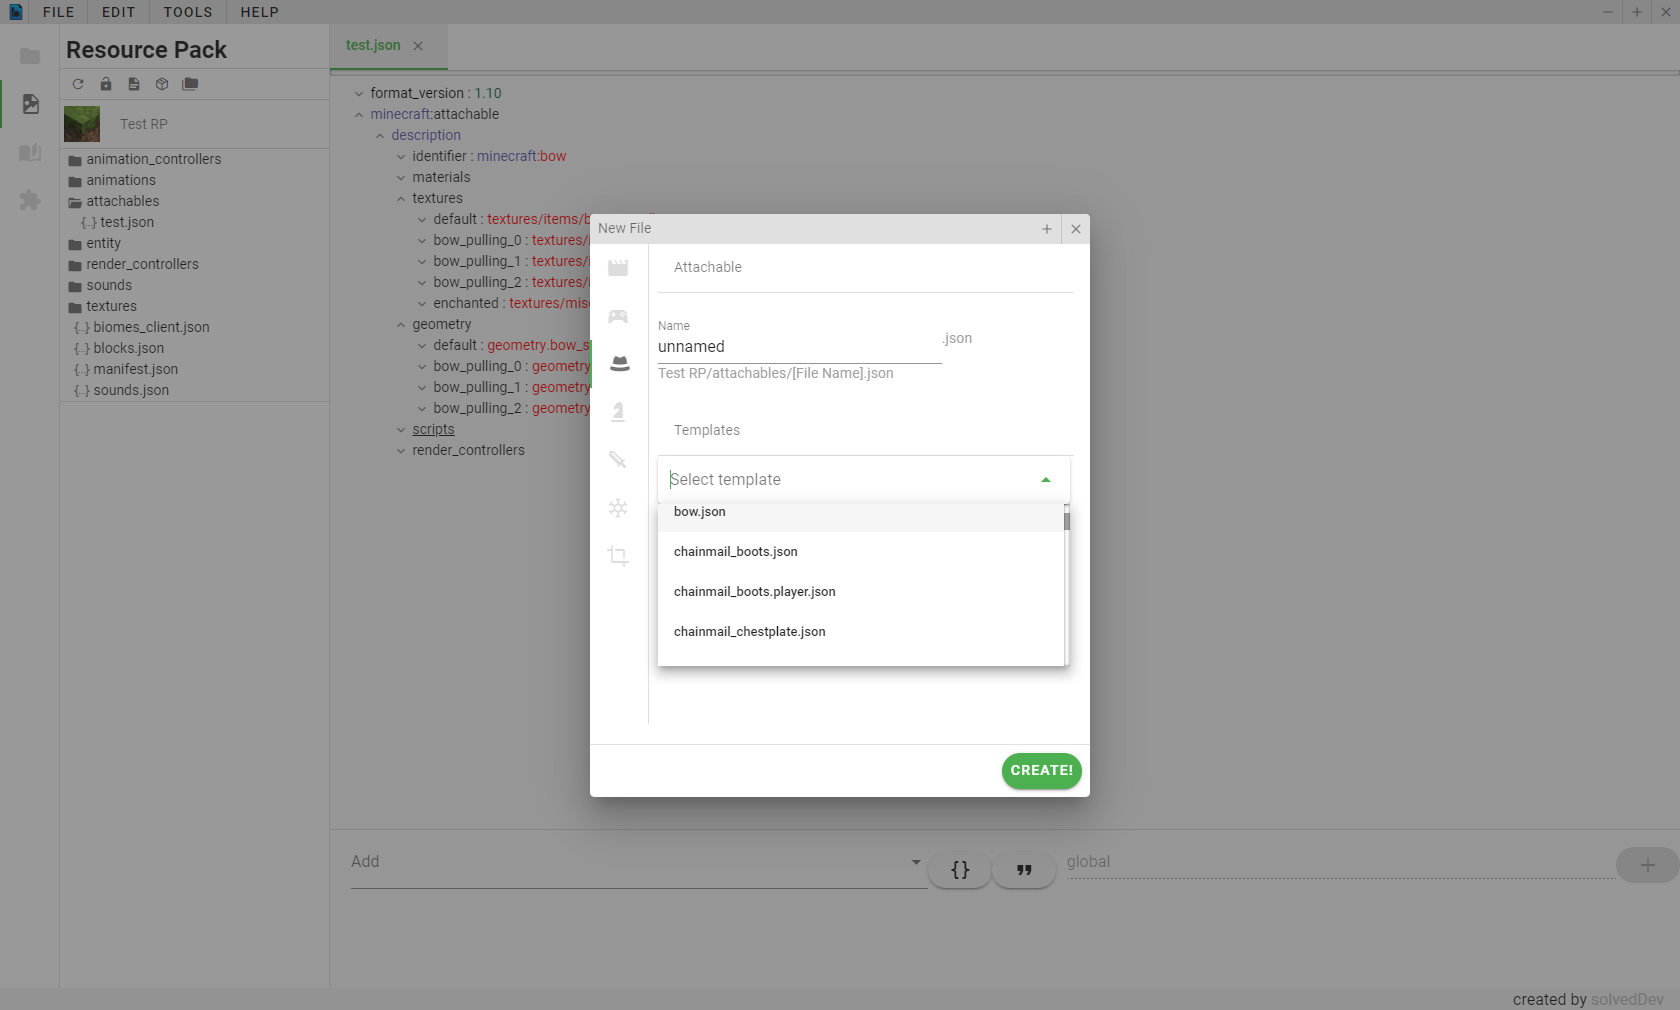 FILE EDIT TOOLS HELP
Resource Pack
Test RP
animation_controllers
animations
attachables
{..} test.json
entity
render_controllers
sounds
textures
{..} biomes_client.json
{..} blocks.json
{..} manifest.json
{..} sounds.json
test.json
format_version : 1.10
minecraft:attachable
description
identifier : minecraft:bow
materials
textures
default : textures/items/
bow_pulling_0 : textures/
bow_pulling_1 : textures/
bow_pulling_2 : textures/
enchanted : textures/mis
geometry
default : geometry.bow_s
bow_pulling_0 : geometry
bow_pulling_1 : geometry
bow_pulling_2 : geometry
scripts
render_controllers
New File
Attachable
Name
unnamed
.json
Test RP/attachables/[File Name].json
Templates
Select template
bow.json
chainmail_boots.json
chainmail_boots.player.json
chainmail_chestplate.json
CREATE!
Add
{}
global
created by solvedDev